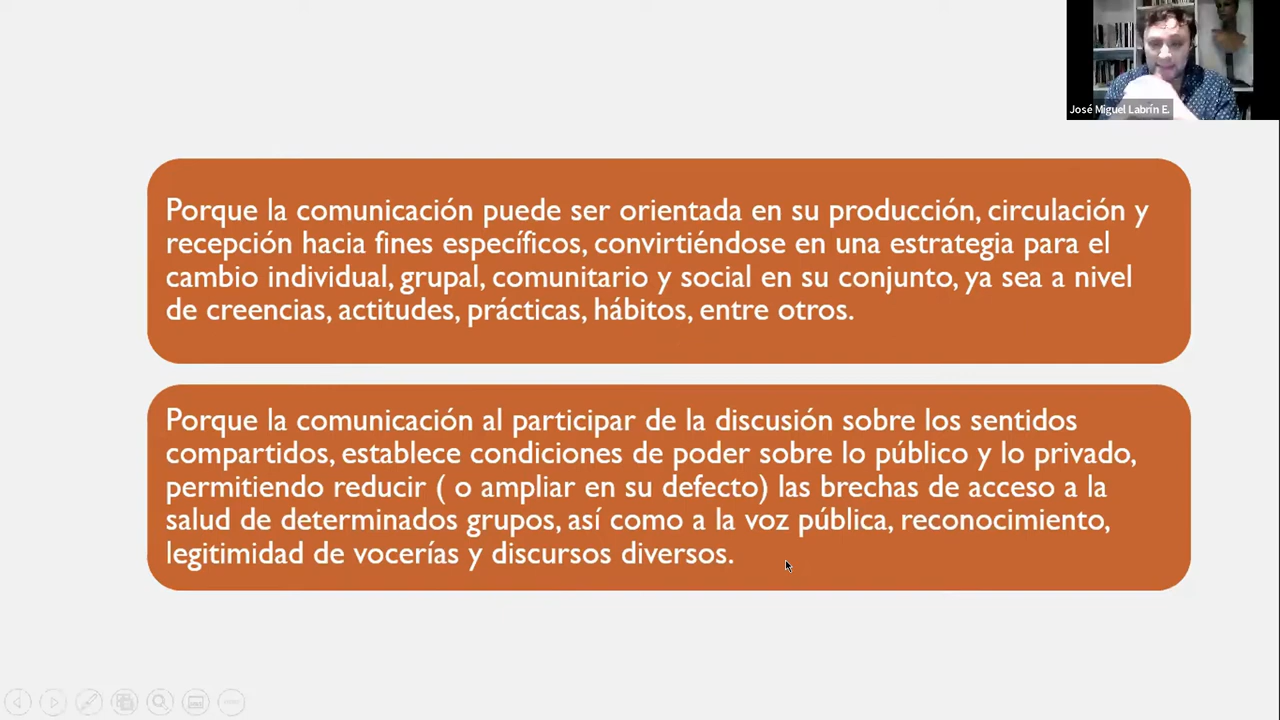 José Miguel Labrín E.
Porque la comunicación puede ser orientada en su producción, circulación y
recepción hacia fines específicos, convirtiéndose en una estrategia para el
cambio individual, grupal, comunitario y social en su conjunto, ya sea a nivel
de creencias, actitudes, prácticas, hábitos, entre otros.
Porque la comunicación al participar de la discusión sobre los sentidos
compartidos, establece condiciones de poder sobre lo público y lo privado,
permitiendo reducir ( o ampliar en su defecto) las brechas de acceso a la
salud de determinados grupos, así como a la voz pública, reconocimiento,
legitimidad de vocerías y discursos diversos.